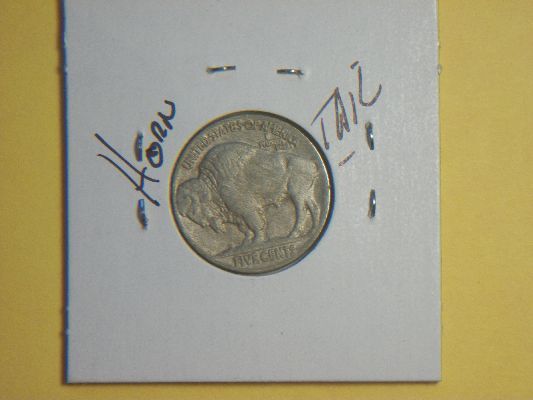 HORN
TAIL
UNITED STATES OF AMERICA
FIVE CENTS